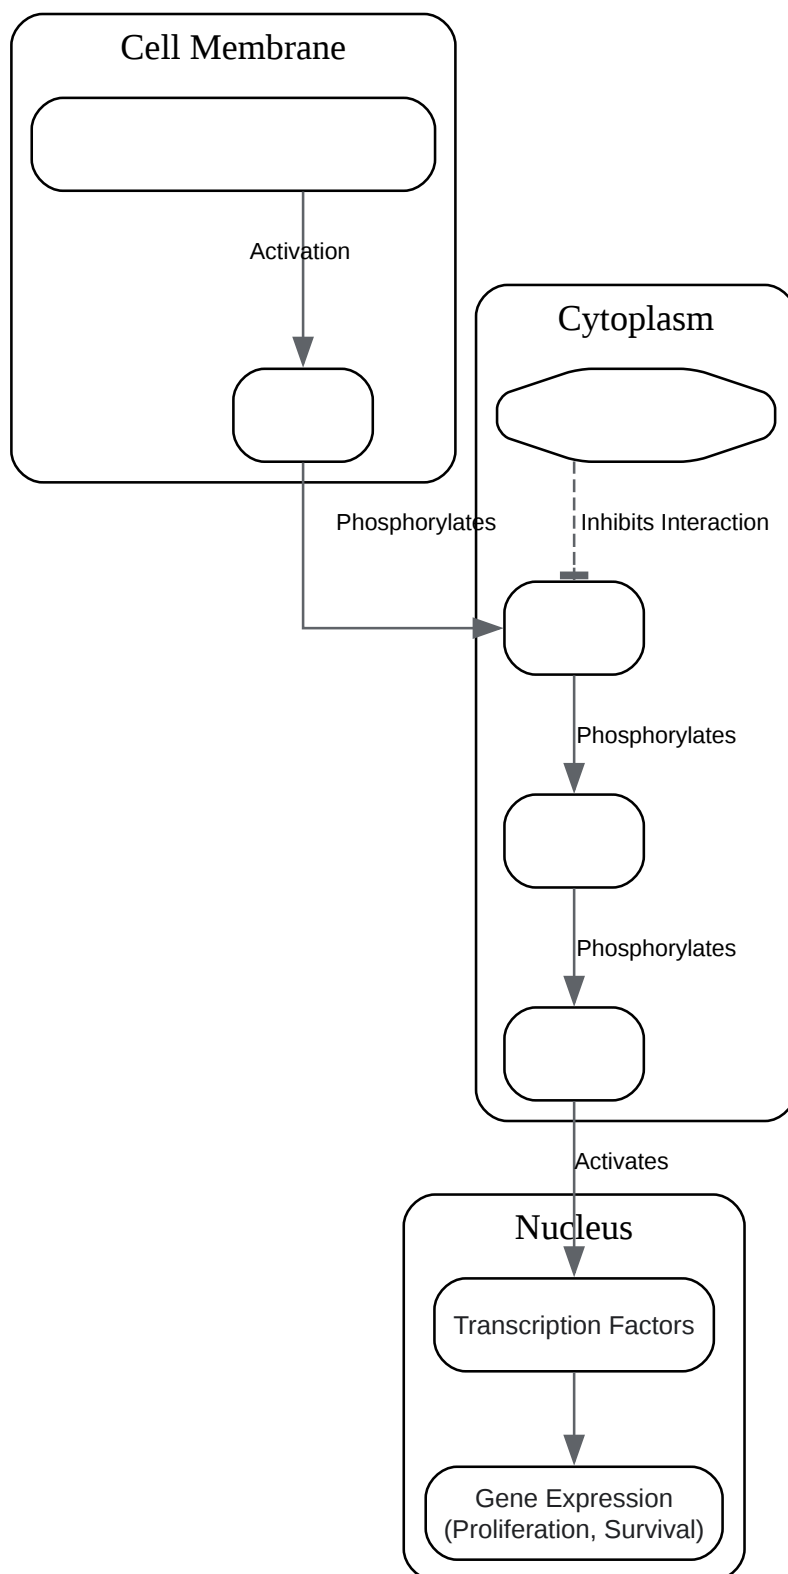 Cell Membrane
Activation
Cytoplasm
Phosphorylates
Inhibits Interaction
Phosphorylates
Phosphorylates
Activates
Nucleus
Transcription Factors
Gene Expression
(Proliferation, Survival)